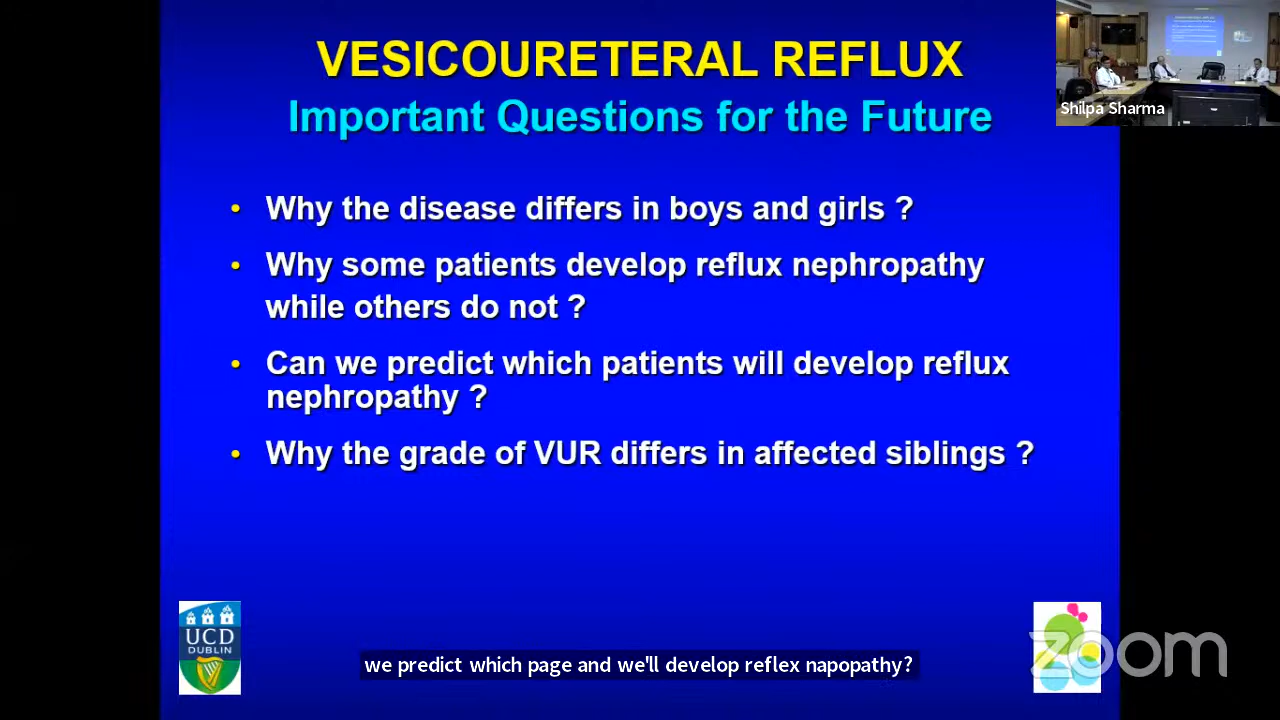 VESICOURETERAL REFLUX
Important Questions for the Future
Shilpa Sharma
• Why the disease differs in boys and girls ?
• Why some patients develop reflux nephropathy
while others do not ?
• Can we predict which patients will develop reflux
nephropathy ?
• Why the grade of VUR differs in affected siblings ?
UCD
DUBLIN
we predict which page and we'll develop reflex napopathy?
zoom